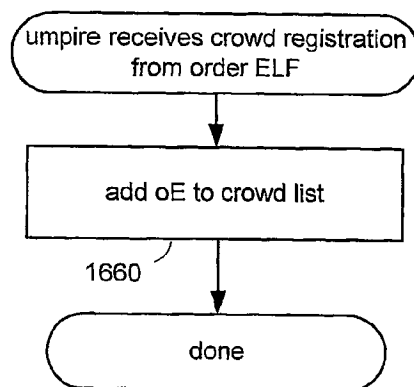 umpire receives crowd registration
from order ELF
add oE to crowd list
1660
done